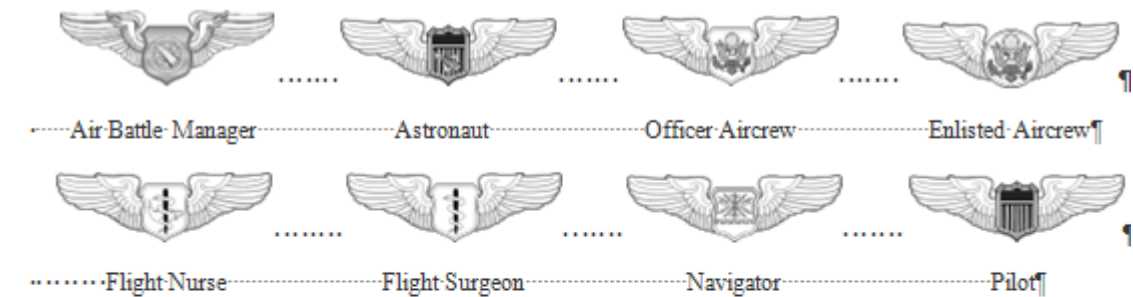 Air Battle Manager Astronaut Officer Aircrew Enlisted Aircrew¶
Flight Nurse Flight Surgeon Navigator Pilot¶